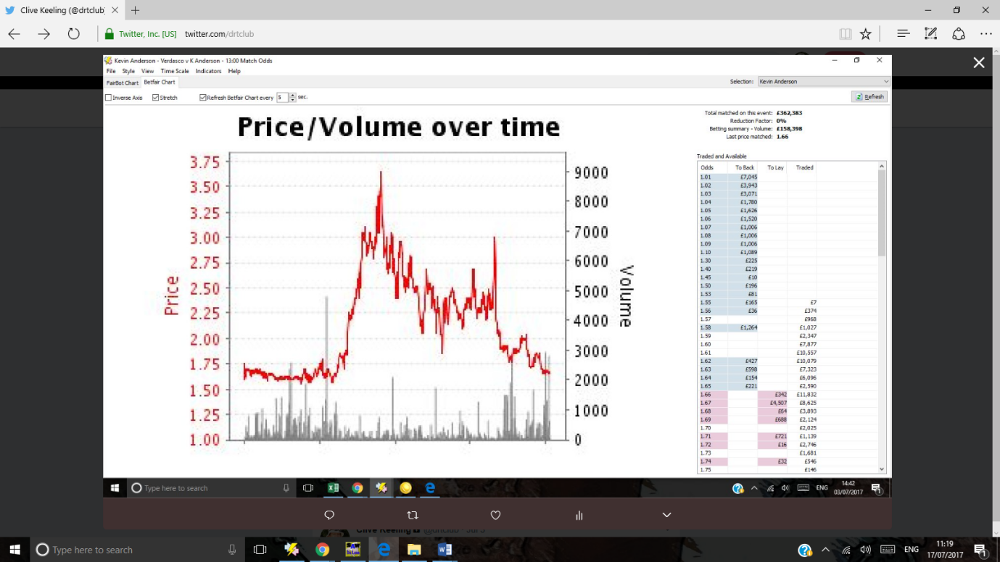 Clive Keeling (@drtclub)
Twitter, Inc. [US] twitter.com/drtclub
Kevin Anderson - Verdasco v K Anderson - 13:00 Match Odds
File Style View Time Scale Indicators Help
FairBot Chart Betfair Chart
Selection: Kevin Anderson
Inverse Axis Stretch Refresh Betfair Chart every 5 sec.
Refresh
Price/Volume over time
Total matched on this event: £362,383
Reduction Factor: 0%
Betting summary - Volume: £158,398
Last price matched: 1.66
3.75
3.50
3.25
3.00
2.75
2.50
2.25
2.00
1.75
1.50
1.25
1.00
Price
9000
8000
7000
6000
5000
4000
3000
2000
1000
0
Volume
Traded and Available
Odds To Back To Lay Traded
1.01 £7,045
1.02 £3,943
1.03 £3,071
1.04 £1,780
1.05 £1,626
1.06 £1,520
1.07 £1,006
1.08 £1,006
1.09 £1,006
1.10 £1,089
1.30 £225
1.40 £219
1.45 £10
1.50 £196
1.53 £81
1.55 £165 £7
1.56 £36 £374
1.57 £968
1.58 £1,264 £1,027
1.59 £2,347
1.60 £7,877
1.61 £10,557
1.62 £427 £10,079
1.63 £598 £7,323
1.64 £154 £6,096
1.65 £221 £2,590
1.66 £342 £11,832
1.67 £4,507 £8,625
1.68 £64 £3,893
1.69 £688 £2,124
1.70 £2,025
1.71 £721 £1,139
1.72 £16 £2,746
1.73 £1,681
1.74 £32 £546
1.75 £146
Type here to search
ENG
14:42
03/07/2017
1
Clive Keeling @drtclub
Type here to search
ENG
11:19
17/07/2017
1